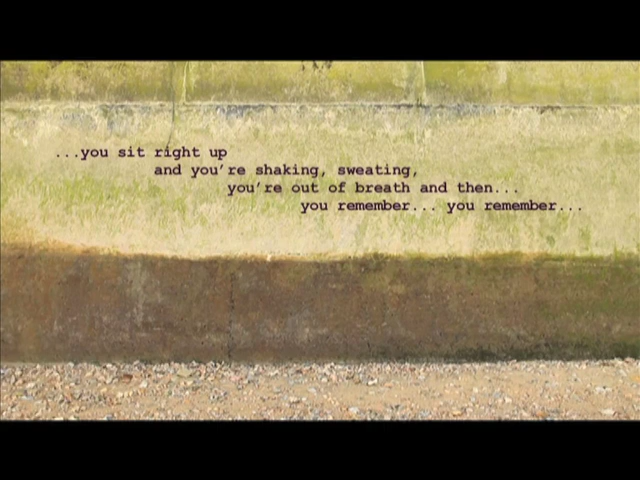 ...you sit right up
and you're shaking, sweating,
you're out of breath and then...
you remember... you remember...